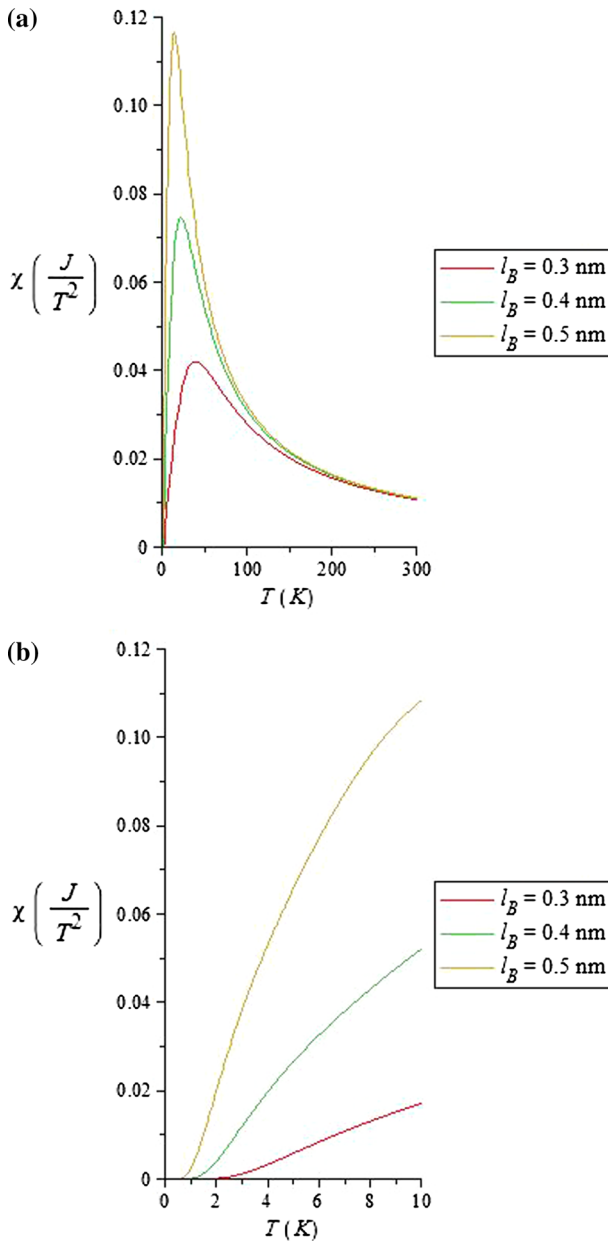 (a)
0.12
0.10
0.08
0.06
0.04
0.02
0
χ ( J / T² )
0 100 200 300
T (K)
l_B = 0.3 nm
l_B = 0.4 nm
l_B = 0.5 nm
(b)
0.12
0.10
0.08
0.06
0.04
0.02
0
χ ( J / T² )
0 2 4 6 8 10
T (K)
l_B = 0.3 nm
l_B = 0.4 nm
l_B = 0.5 nm